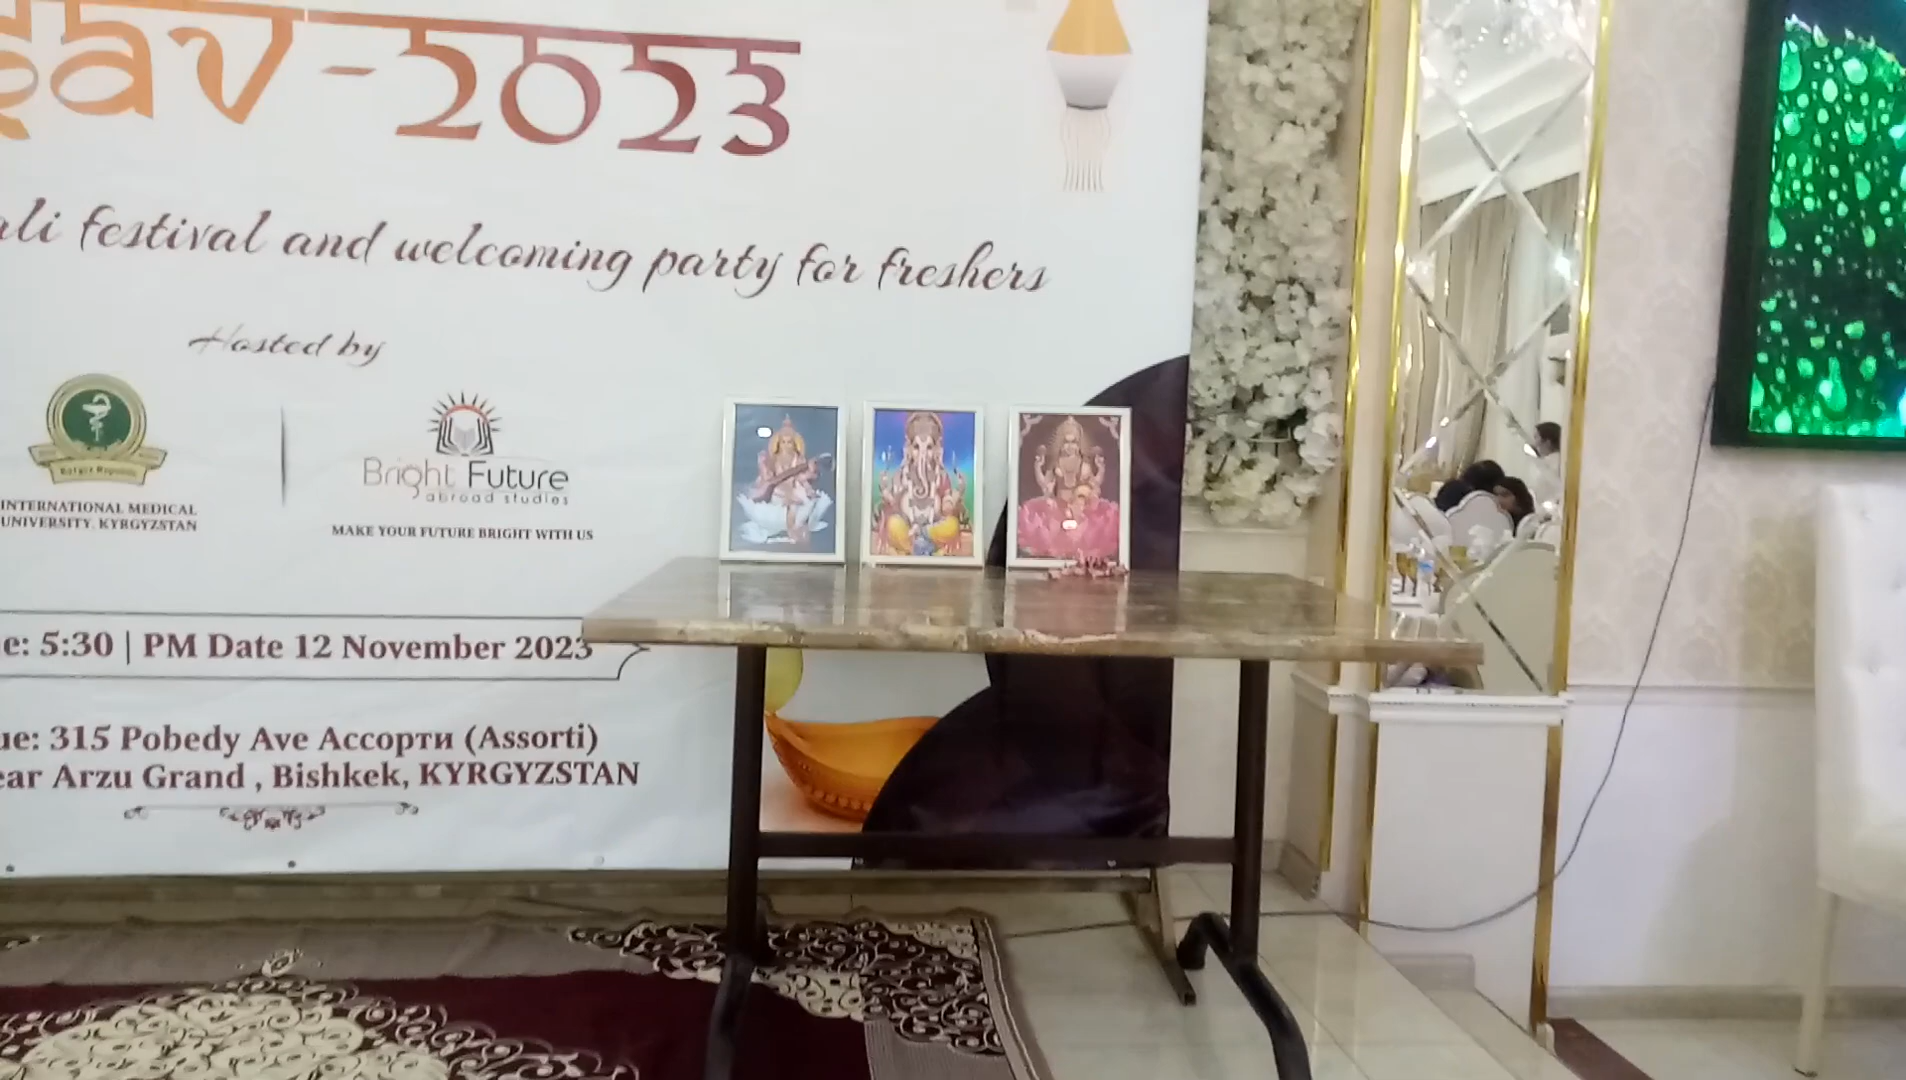 -2023
festival and welcoming party for freshers
Hosted by
INTERNATIONAL MEDICAL
UNIVERSITY, KYRGYZSTAN
Bright Future
abroad studies
MAKE YOUR FUTURE BRIGHT WITH US
5:30 | PM Date 12 November 2023
315 Pobedy Ave Ассорти (Assorti)
Arzu Grand , Bishkek, KYRGYZSTAN